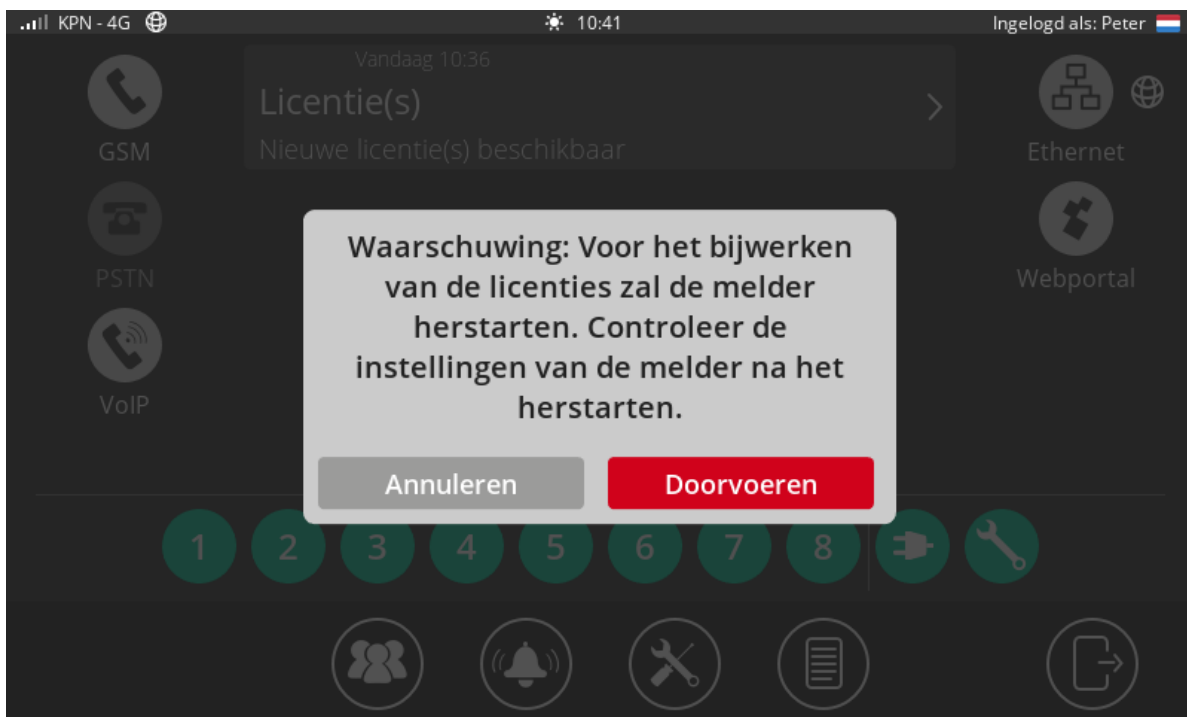 KPN - 4G
10:41
Ingelogd als: Peter
Vandaag 10:36
Licentie(s)
Nieuwe licentie(s) beschikbaar
GSM
Ethernet
PSTN
Webportal
VoIP
Waarschuwing: Voor het bijwerken
van de licenties zal de melder
herstarten. Controleer de
instellingen van de melder na het
herstarten.
Annuleren
Doorvoeren
1 2 3 4 5 6 7 8